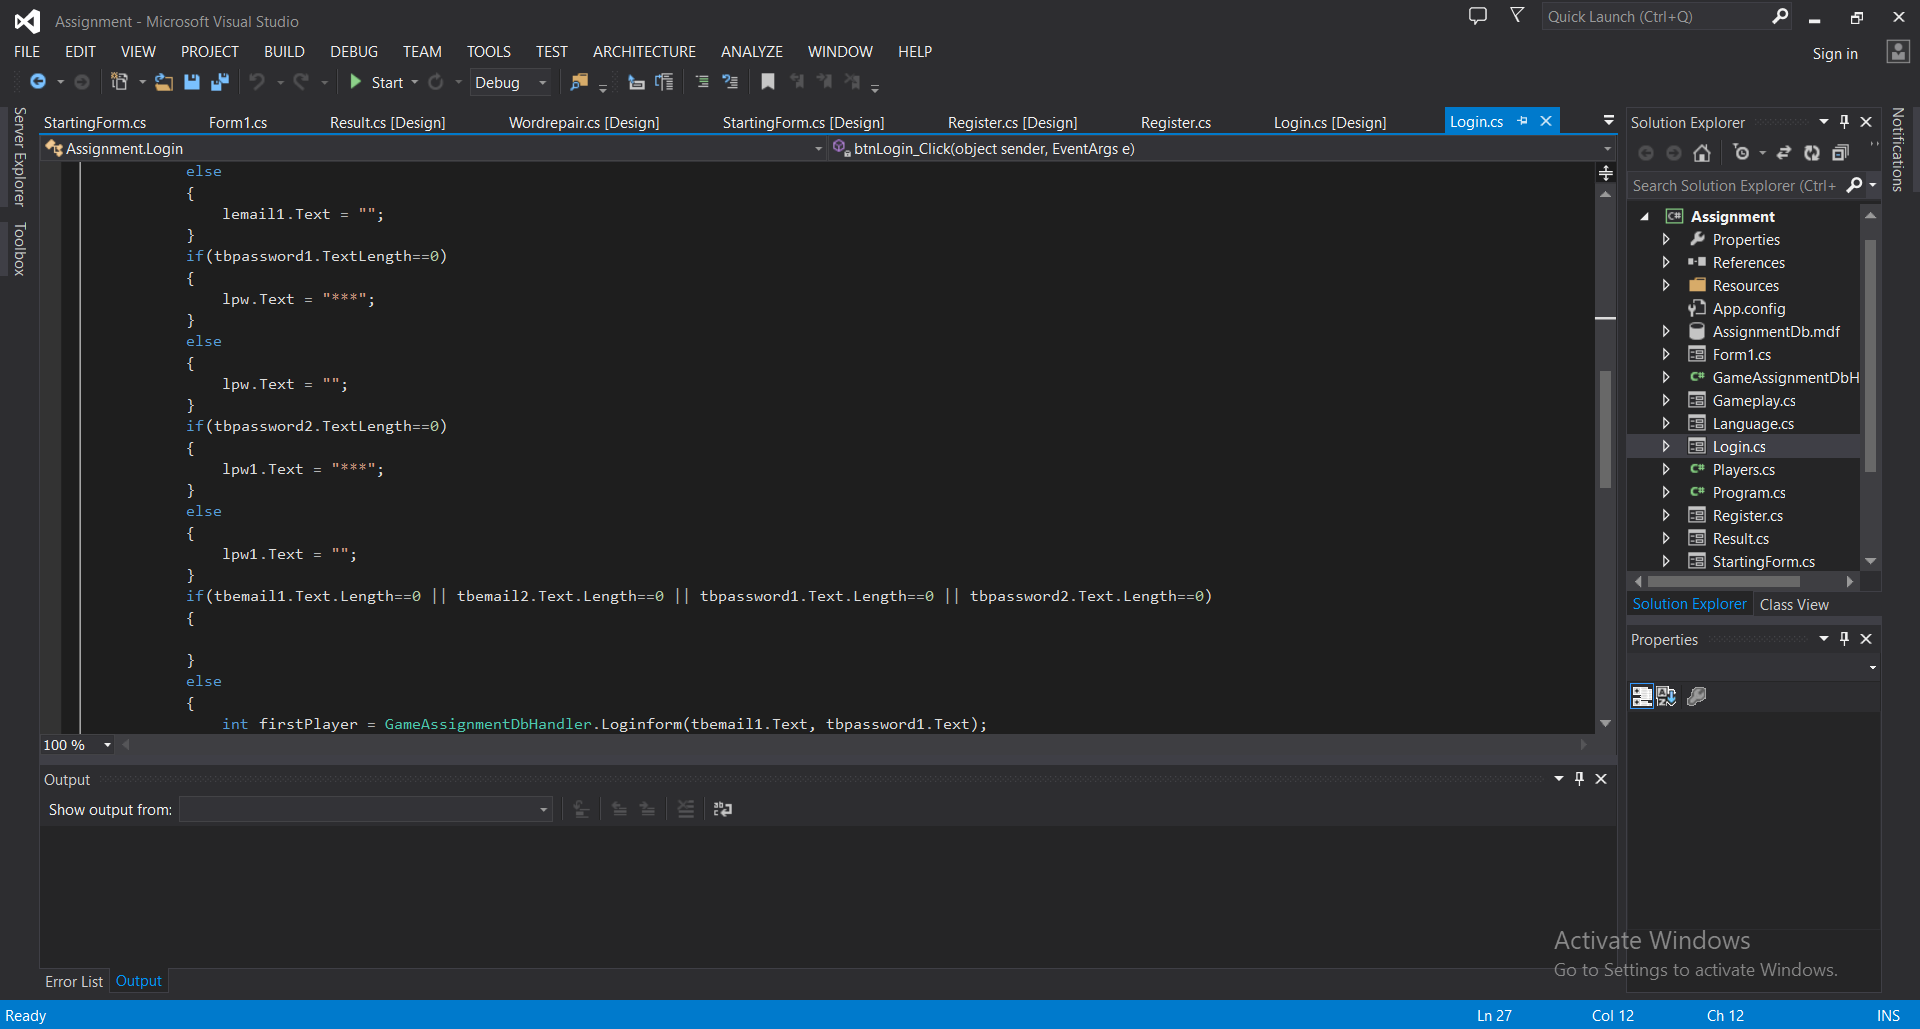 Assignment - Microsoft Visual Studio
Quick Launch (Ctrl+Q)
FILE EDIT VIEW PROJECT BUILD DEBUG TEAM TOOLS TEST ARCHITECTURE ANALYZE WINDOW HELP
Sign in
Start Debug
Server Explorer
Toolbox
StartingForm.cs Form1.cs Result.cs [Design] Wordrepair.cs [Design] StartingForm.cs [Design] Register.cs [Design] Register.cs Login.cs [Design] Login.cs
Assignment.Login btnLogin_Click(object sender, EventArgs e)
else
{
lemail1.Text = "";
}
if(tbpassword1.TextLength==0)
{
lpw.Text = "***";
}
else
{
lpw.Text = "";
}
if(tbpassword2.TextLength==0)
{
lpw1.Text = "***";
}
else
{
lpw1.Text = "";
}
if(tbemail1.Text.Length==0 || tbemail2.Text.Length==0 || tbpassword1.Text.Length==0 || tbpassword2.Text.Length==0)
{
}
else
{
int firstPlayer = GameAssignmentDbHandler.Loginform(tbemail1.Text, tbpassword1.Text);
100 %
Output
Show output from:
Error List Output
Solution Explorer
Search Solution Explorer (Ctrl+
C# Assignment
Properties
References
Resources
App.config
AssignmentDb.mdf
Form1.cs
C# GameAssignmentDbH
Gameplay.cs
Language.cs
Login.cs
C# Players.cs
C# Program.cs
Register.cs
Result.cs
StartingForm.cs
Solution Explorer Class View
Properties
Notifications
Activate Windows
Go to Settings to activate Windows.
Ready Ln 27 Col 12 Ch 12 INS